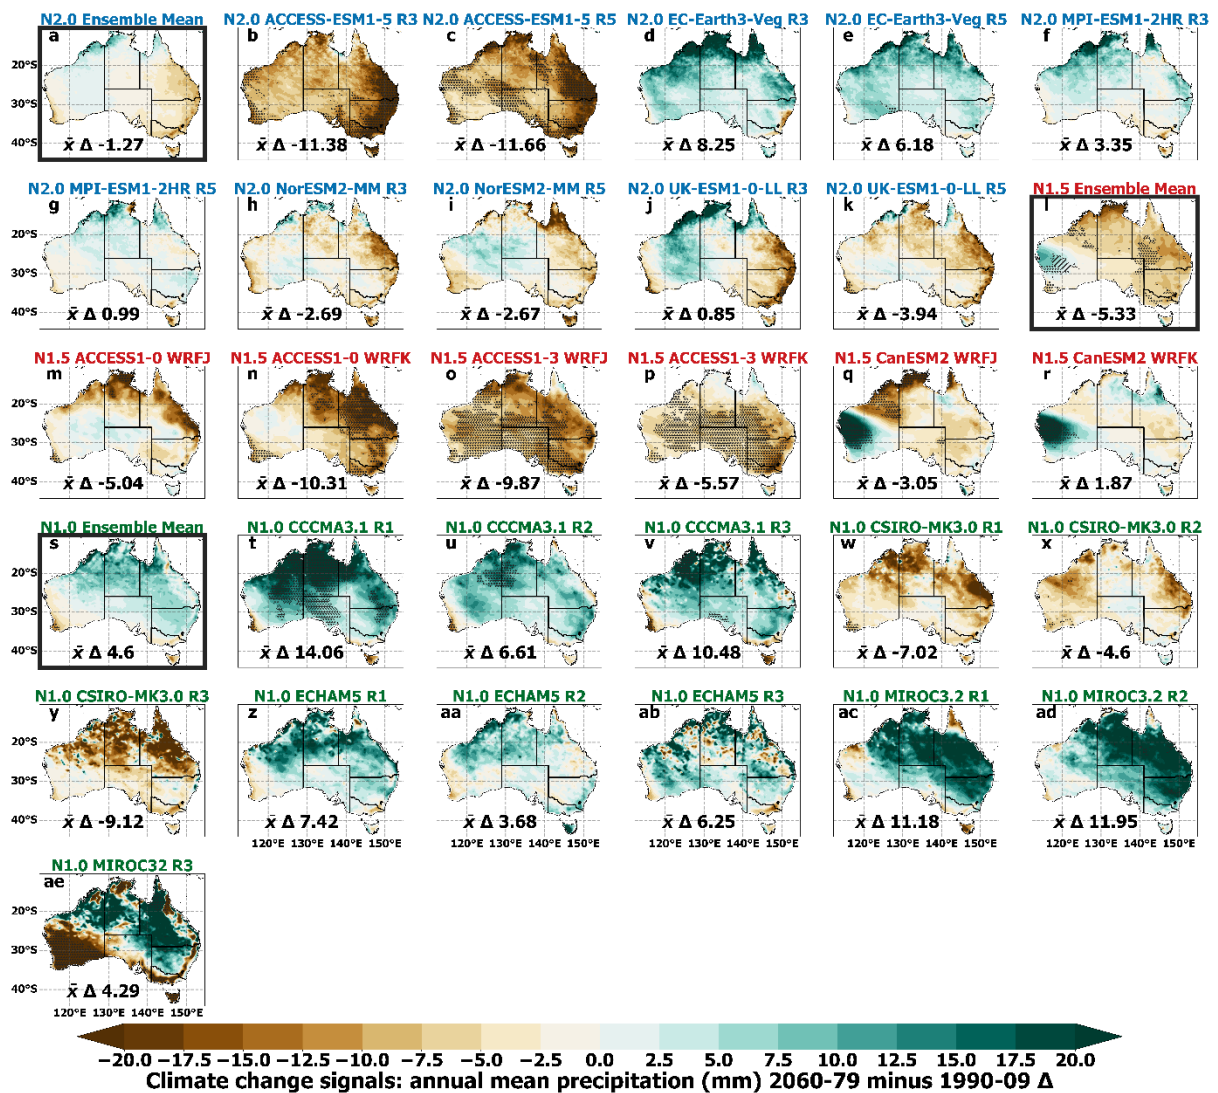 N2.0 Ensemble Mean N2.0 ACCESS-ESM1-5 R3 N2.0 ACCESS-ESM1-5 R5 N2.0 EC-Earth3-Veg R3 N2.0 EC-Earth3-Veg R5 N2.0 MPI-ESM1-2HR R3
a b c d e f
20°S
30°S
40°S
x̄ Δ -1.27 x̄ Δ -11.38 x̄ Δ -11.66 x̄ Δ 8.25 x̄ Δ 6.18 x̄ Δ 3.35
N2.0 MPI-ESM1-2HR R5 N2.0 NorESM2-MM R3 N2.0 NorESM2-MM R5 N2.0 UK-ESM1-0-LL R3 N2.0 UK-ESM1-0-LL R5 N1.5 Ensemble Mean
g h i j k l
20°S
30°S
40°S
x̄ Δ 0.99 x̄ Δ -2.69 x̄ Δ -2.67 x̄ Δ 0.85 x̄ Δ -3.94 x̄ Δ -5.33
N1.5 ACCESS1-0 WRFJ N1.5 ACCESS1-0 WRFK N1.5 ACCESS1-3 WRFJ N1.5 ACCESS1-3 WRFK N1.5 CanESM2 WRFJ N1.5 CanESM2 WRFK
m n o p q r
20°S
30°S
40°S
x̄ Δ -5.04 x̄ Δ -10.31 x̄ Δ -9.87 x̄ Δ -5.57 x̄ Δ -3.05 x̄ Δ 1.87
N1.0 Ensemble Mean N1.0 CCCMA3.1 R1 N1.0 CCCMA3.1 R2 N1.0 CCCMA3.1 R3 N1.0 CSIRO-MK3.0 R1 N1.0 CSIRO-MK3.0 R2
s t u v w x
20°S
30°S
40°S
x̄ Δ 4.6 x̄ Δ 14.06 x̄ Δ 6.61 x̄ Δ 10.48 x̄ Δ -7.02 x̄ Δ -4.6
N1.0 CSIRO-MK3.0 R3 N1.0 ECHAM5 R1 N1.0 ECHAM5 R2 N1.0 ECHAM5 R3 N1.0 MIROC3.2 R1 N1.0 MIROC3.2 R2
y z aa ab ac ad
20°S
30°S
40°S
x̄ Δ -9.12 x̄ Δ 7.42 x̄ Δ 3.68 x̄ Δ 6.25 x̄ Δ 11.18 x̄ Δ 11.95
120°E 130°E 140°E 150°E 120°E 130°E 140°E 150°E 120°E 130°E 140°E 150°E 120°E 130°E 140°E 150°E 120°E 130°E 140°E 150°E
N1.0 MIROC32 R3
ae
20°S
30°S
40°S
x̄ Δ 4.29
120°E 130°E 140°E 150°E
−20.0 −17.5 −15.0 −12.5 −10.0 −7.5 −5.0 −2.5 0.0 2.5 5.0 7.5 10.0 12.5 15.0 17.5 20.0
Climate change signals: annual mean precipitation (mm) 2060-79 minus 1990-09 Δ